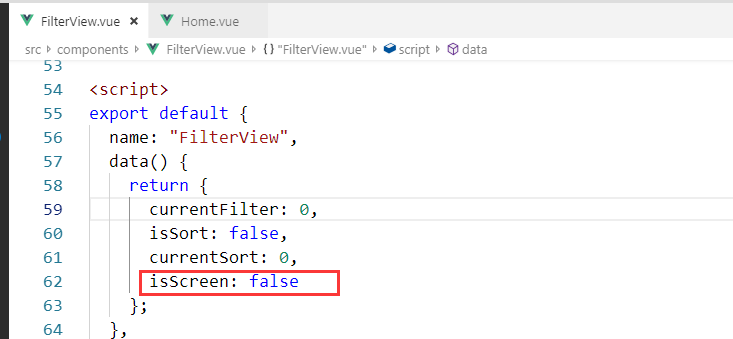 FilterView.vue × Home.vue
src > components > FilterView.vue > {} "FilterView.vue" > script > data
53
54 <script>
55 export default {
56 name: "FilterView",
57 data() {
58 return {
59 currentFilter: 0,
60 isSort: false,
61 currentSort: 0,
62 isScreen: false
63 };
64 },